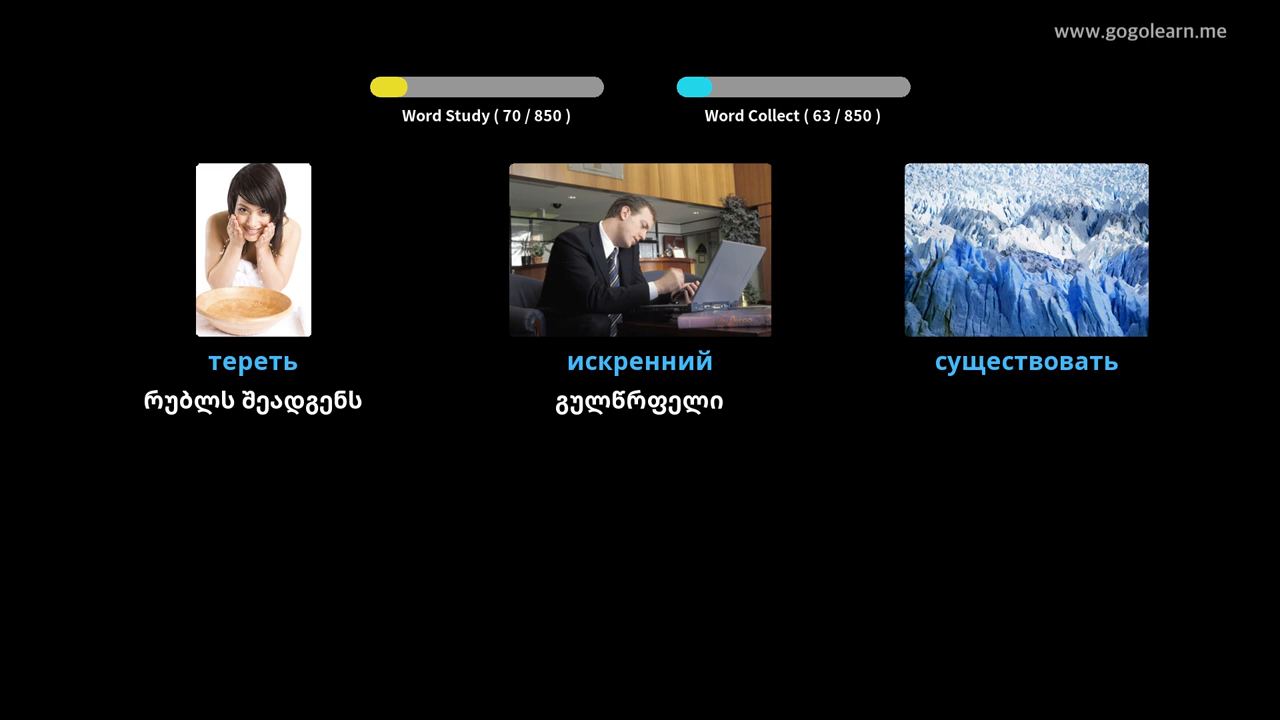 www.gogolearn.me
Word Study ( 70 / 850 )
Word Collect ( 63 / 850 )
тереть
искренний
существовать
რუბლს შეადგენს
გულწრფელი